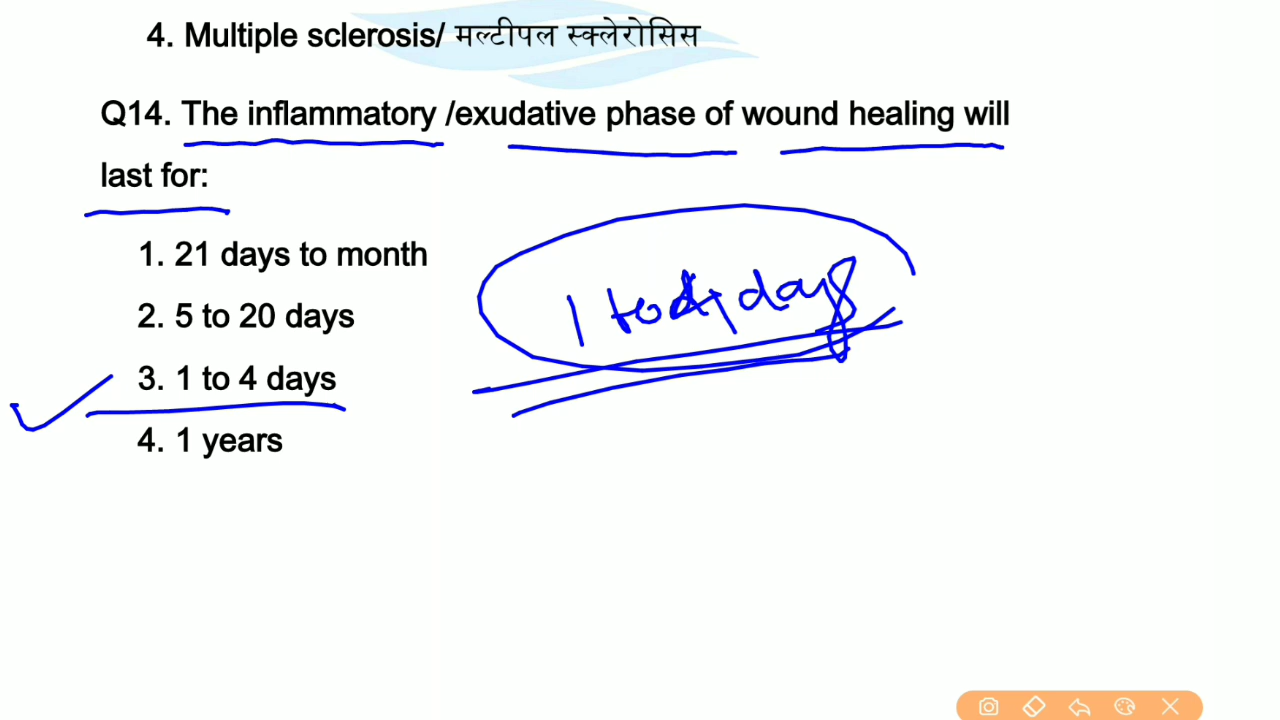 4. Multiple sclerosis/ मल्टीपल स्क्लेरोसिस
Q14. The inflammatory /exudative phase of wound healing will
last for:
1. 21 days to month
2. 5 to 20 days
3. 1 to 4 days
4. 1 years
1 to 4 days